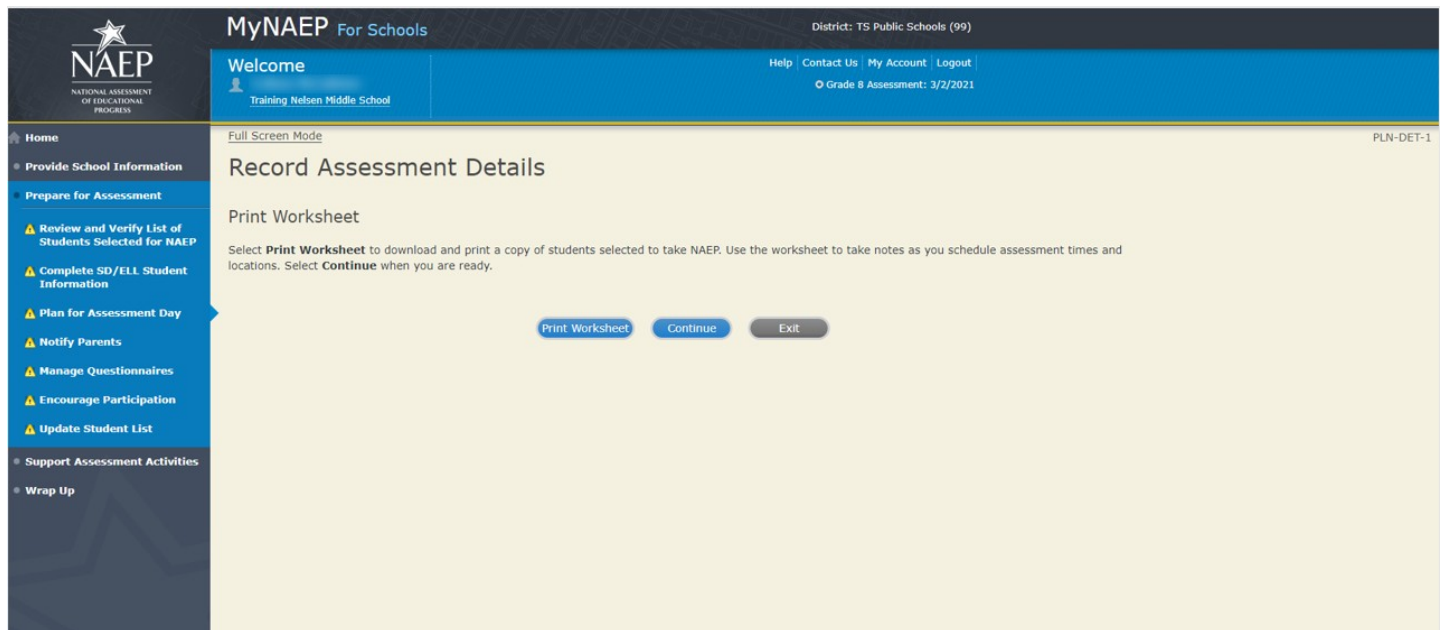 MyNAEP For Schools
District: TS Public Schools (99)
NAEP
NATIONAL ASSESSMENT
OF EDUCATIONAL
PROGRESS
Welcome
Training Nelsen Middle School
Help Contact Us My Account Logout
Grade 8 Assessment: 3/2/2021
Home
Provide School Information
Prepare for Assessment
Review and Verify List of
Students Selected for NAEP
Complete SD/ELL Student
Information
Plan for Assessment Day
Notify Parents
Manage Questionnaires
Encourage Participation
Update Student List
Support Assessment Activities
Wrap Up
Full Screen Mode
PLN-DET-1
Record Assessment Details
Print Worksheet
Select Print Worksheet to download and print a copy of students selected to take NAEP. Use the worksheet to take notes as you schedule assessment times and
locations. Select Continue when you are ready.
Print Worksheet Continue Exit